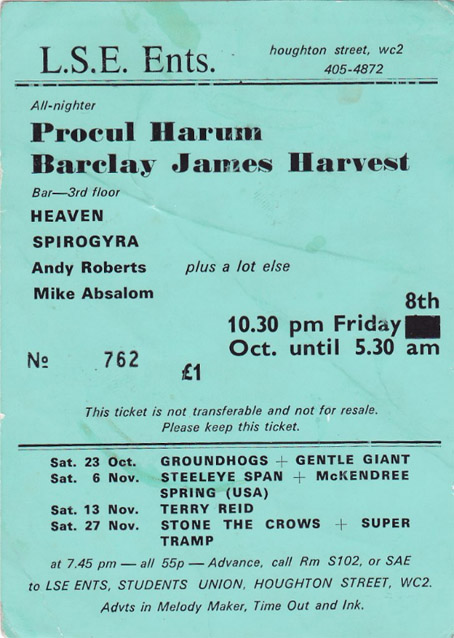 L.S.E. Ents.
houghton street, wc2
405-4872
All-nighter
Procul Harum
Barclay James Harvest
Bar—3rd floor
HEAVEN
SPIROGYRA
Andy Roberts plus a lot else
Mike Absalom
8th
10.30 pm Friday
Oct. until 5.30 am
№ 762
£1
This ticket is not transferable and not for resale.
Please keep this ticket.
Sat. 23 Oct. GROUNDHOGS + GENTLE GIANT
Sat. 6 Nov. STEELEYE SPAN + McKENDREE
SPRING (USA)
Sat. 13 Nov. TERRY REID
Sat. 27 Nov. STONE THE CROWS + SUPER
TRAMP
at 7.45 pm — all 55p — Advance, call Rm S102, or SAE
to LSE ENTS, STUDENTS UNION, HOUGHTON STREET, WC2.
Advts in Melody Maker, Time Out and Ink.